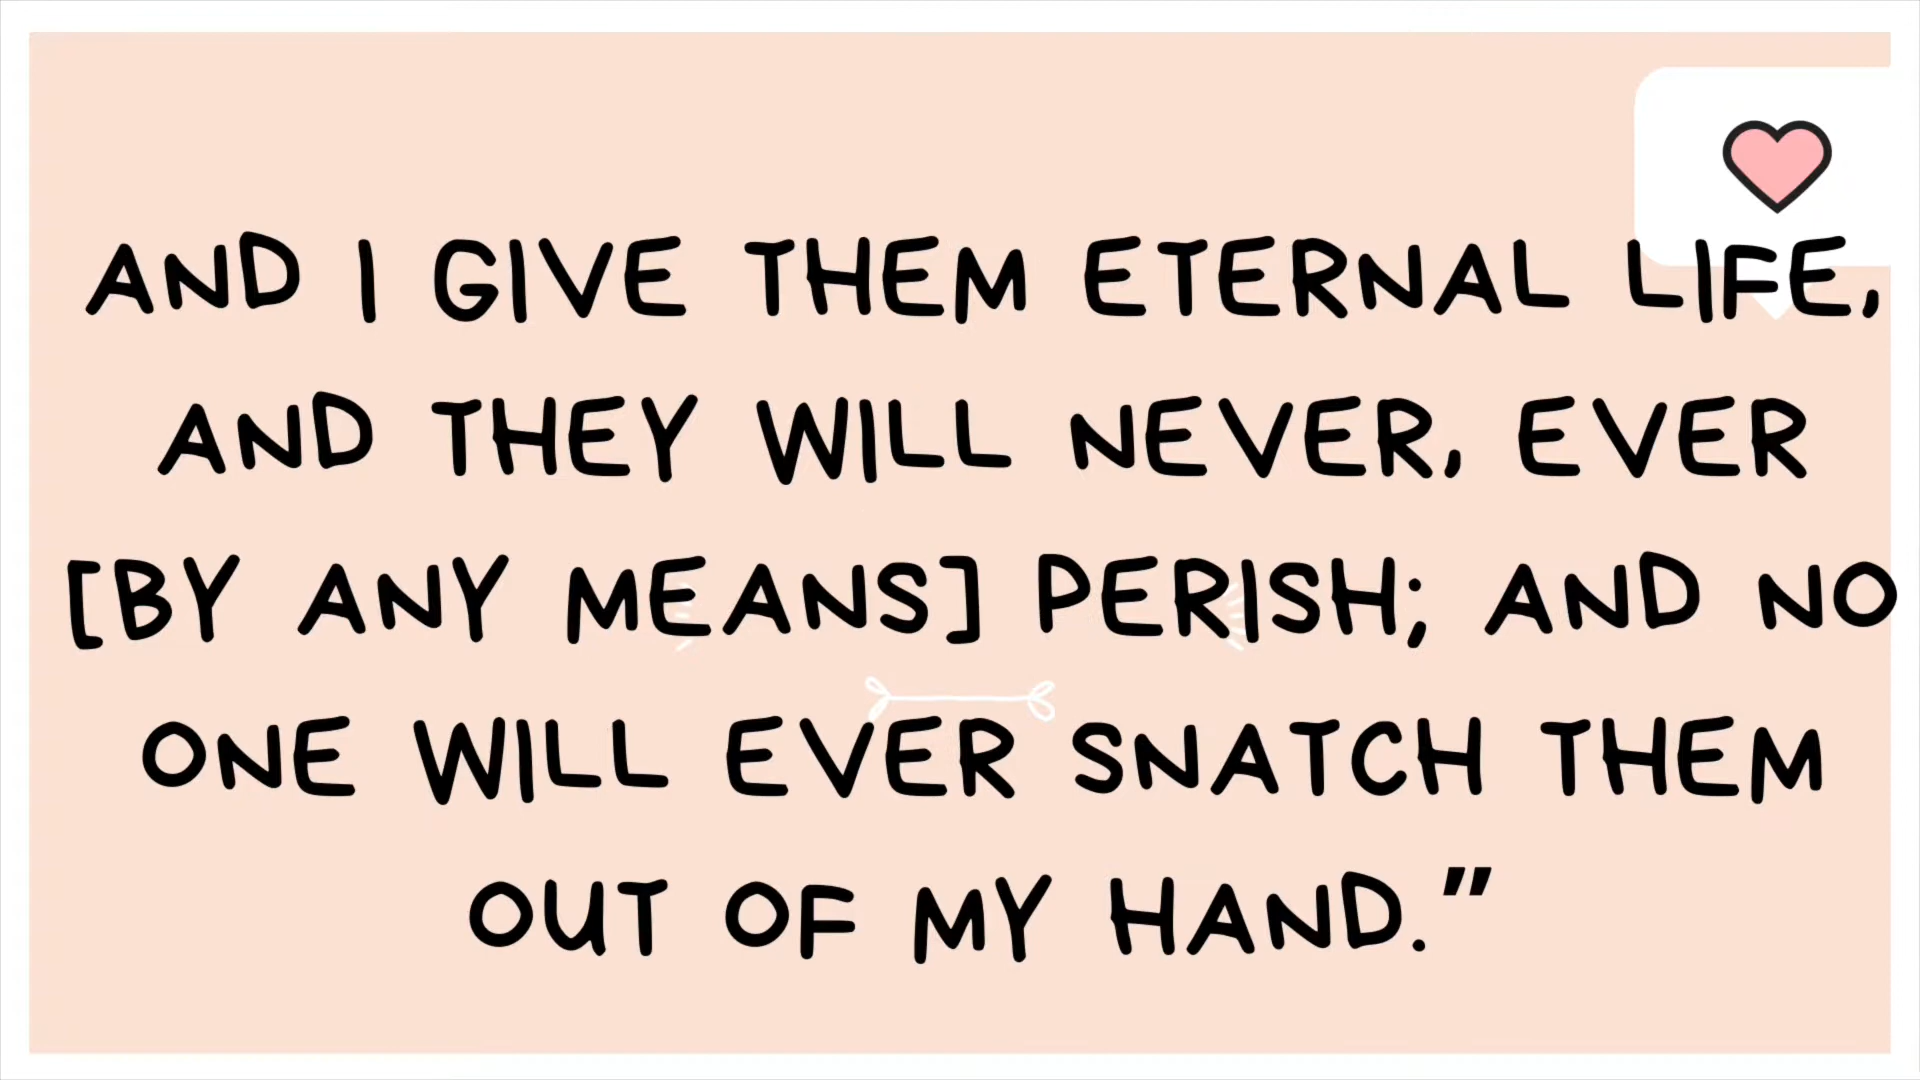 AND I GIVE THEM ETERNAL LIFE,
AND THEY WILL NEVER, EVER
[BY ANY MEANS] PERISH; AND NO
ONE WILL EVER SNATCH THEM
OUT OF MY HAND.”